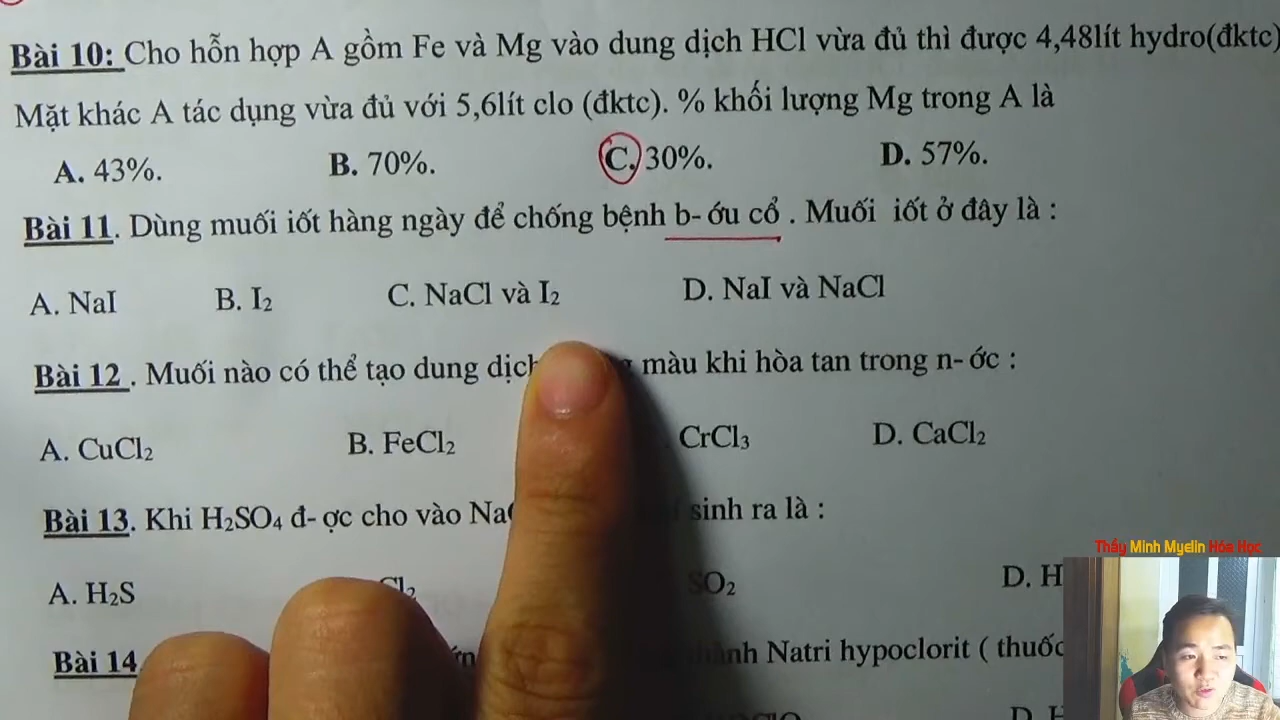 Bài 10: Cho hỗn hợp A gồm Fe và Mg vào dung dịch HCl vừa đủ thì được 4,48lít hydro(đktc)
Mặt khác A tác dụng vừa đủ với 5,6lít clo (đktc). % khối lượng Mg trong A là
A. 43%. B. 70%. C. 30%. D. 57%.
Bài 11. Dùng muối iốt hàng ngày để chống bệnh b- ớu cổ . Muối iốt ở đây là :
A. NaI B. I₂ C. NaCl và I₂ D. NaI và NaCl
Bài 12 . Muối nào có thể tạo dung dịch màu khi hòa tan trong n- ớc :
A. CuCl₂ B. FeCl₂ CrCl₃ D. CaCl₂
Bài 13. Khi H₂SO₄ đ- ợc cho vào sinh ra là :
A. H₂S Cl₂ SO₂ D. H
Thầy Minh Myelin Hóa Học
Bài 14 thành Natri hypoclorit ( thuốc
D. H